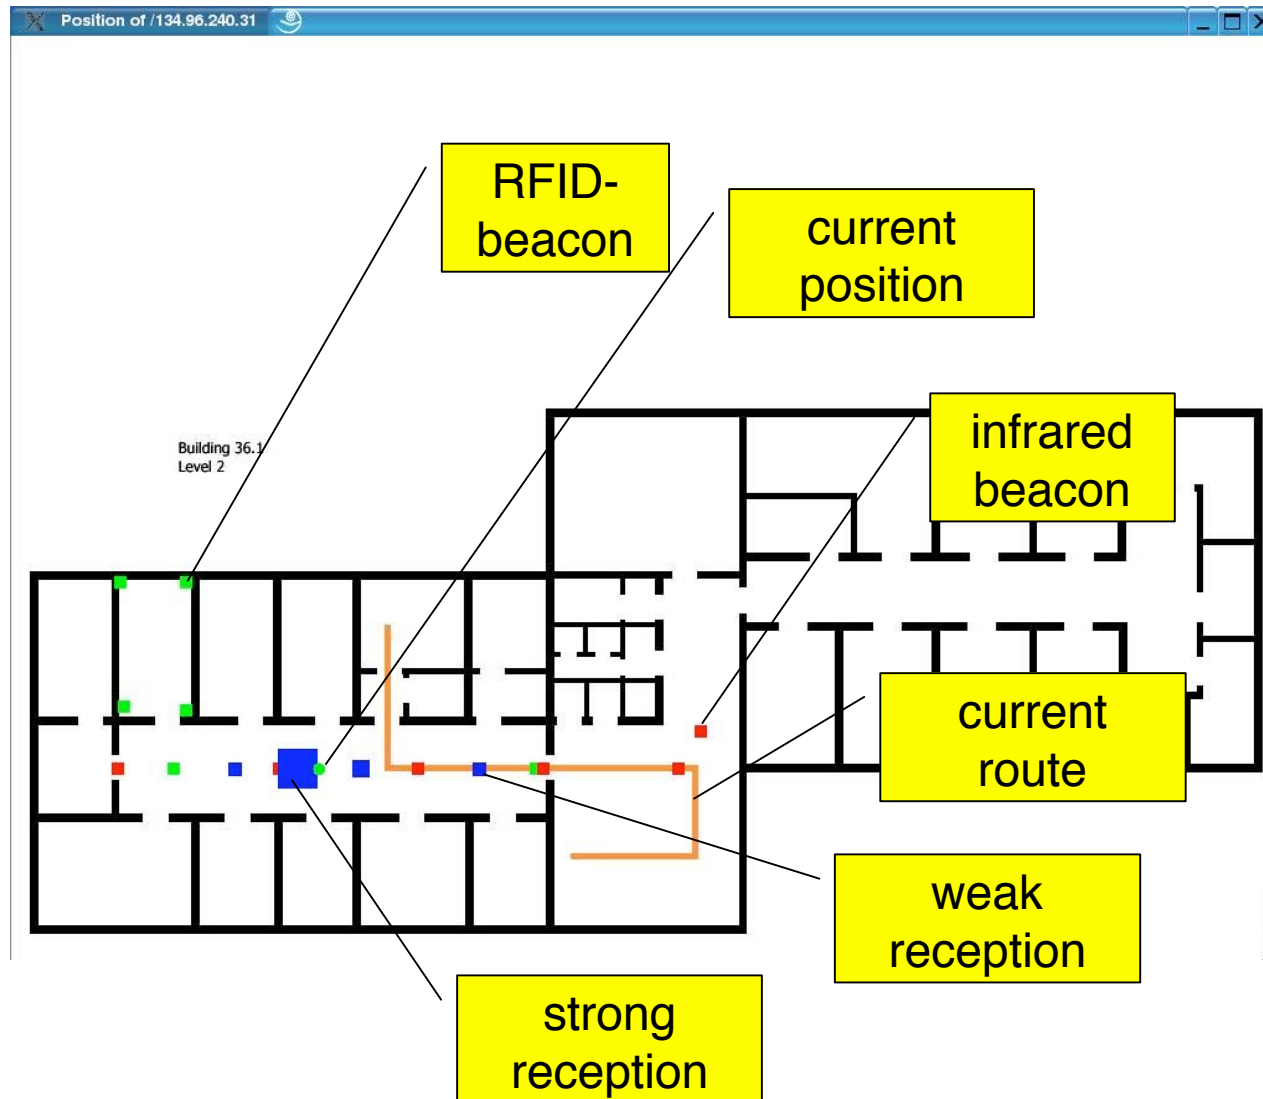 Position of /134.96.240.31
RFID-
beacon
current
position
infrared
beacon
Building 36.1
Level 2
current
route
weak
reception
strong
reception